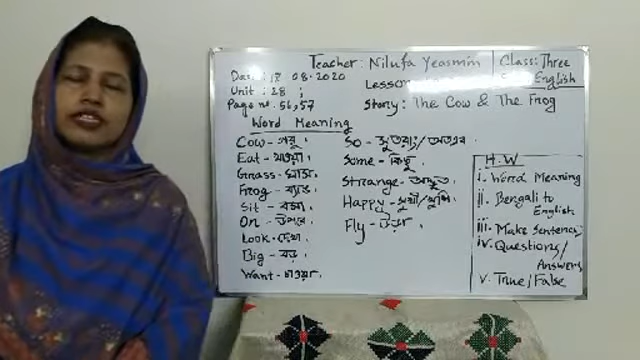 Teacher: Nilufa Yeasmin
Class: Three
Date: 18.08.2020
Lesson
English
Unit: 28
Page no. 56,57
Story: The Cow & The Frog
Word Meaning
Cow - গরু।
Eat - খাওয়া।
Grass - ঘাস।
Frog - ব্যাঙ
Sit - বসা।
On - উপরে।
Look - দেখা।
Big - বড়
Want - চাওয়া।
So - সুতরাং/অতএব
Some - কিছু
Strange - অদ্ভুত।
Happy - সুখী/খুশি।
Fly - উড়া।
H.W
i. Word Meaning
ii. Bengali to
English
iii. Make Sentences
iv. Questions/
Answers
v. True/False